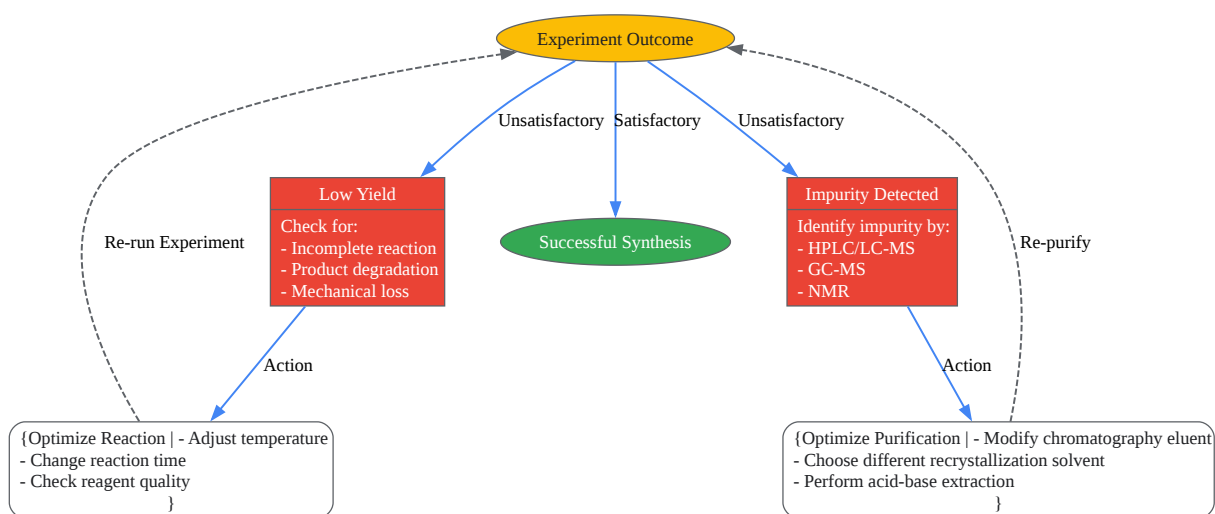 Experiment Outcome
Unsatisfactory
Satisfactory
Unsatisfactory
Low Yield
Check for:
- Incomplete reaction
- Product degradation
- Mechanical loss
Successful Synthesis
Impurity Detected
Identify impurity by:
- HPLC/LC-MS
- GC-MS
- NMR
Re-run Experiment
Re-purify
Action
Action
{Optimize Reaction | - Adjust temperature
- Change reaction time
- Check reagent quality
}
{Optimize Purification | - Modify chromatography eluent
- Choose different recrystallization solvent
- Perform acid-base extraction
}